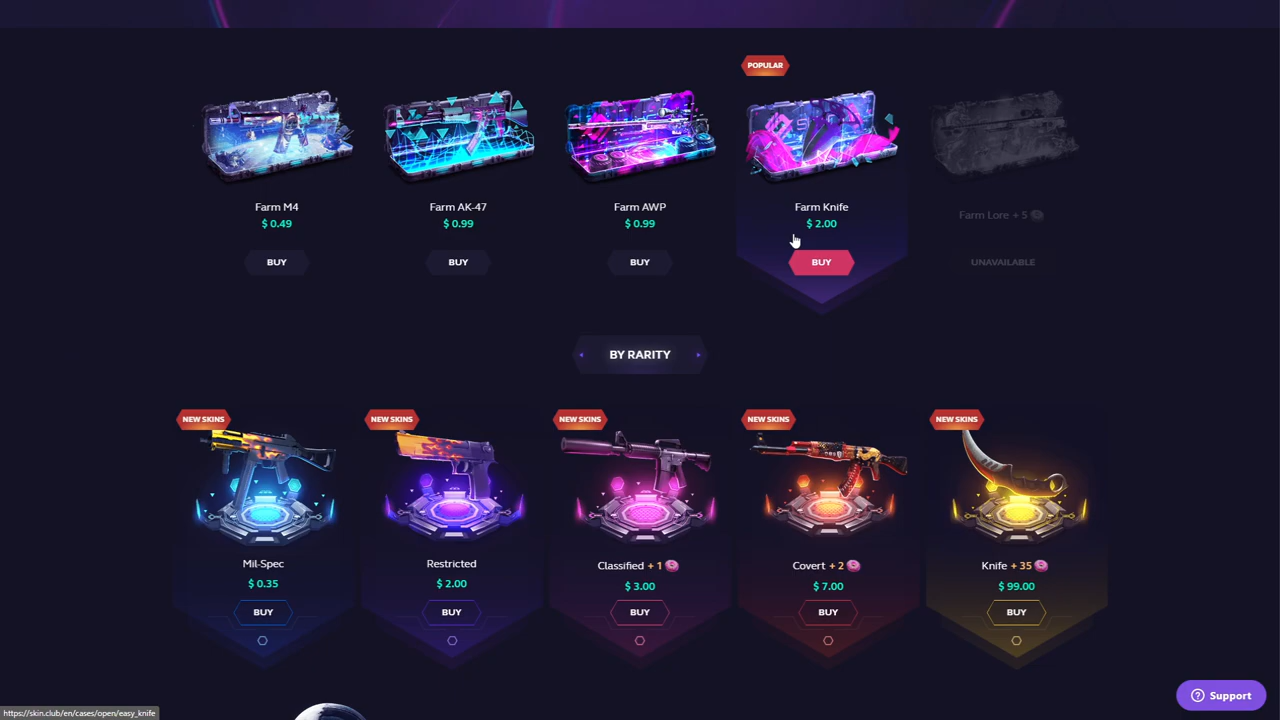 POPULAR
Farm M4
$ 0.49
BUY
Farm AK-47
$ 0.99
BUY
Farm AWP
$ 0.99
BUY
Farm Knife
$ 2.00
BUY
Farm Lore + 5
UNAVAILABLE
BY RARITY
NEW SKINS
Mil-Spec
$ 0.35
BUY
NEW SKINS
Restricted
$ 2.00
BUY
NEW SKINS
Classified + 1
$ 3.00
BUY
NEW SKINS
Covert + 2
$ 7.00
BUY
NEW SKINS
Knife + 35
$ 99.00
BUY
Support
https://skin.club/en/cases/open/easy_knife